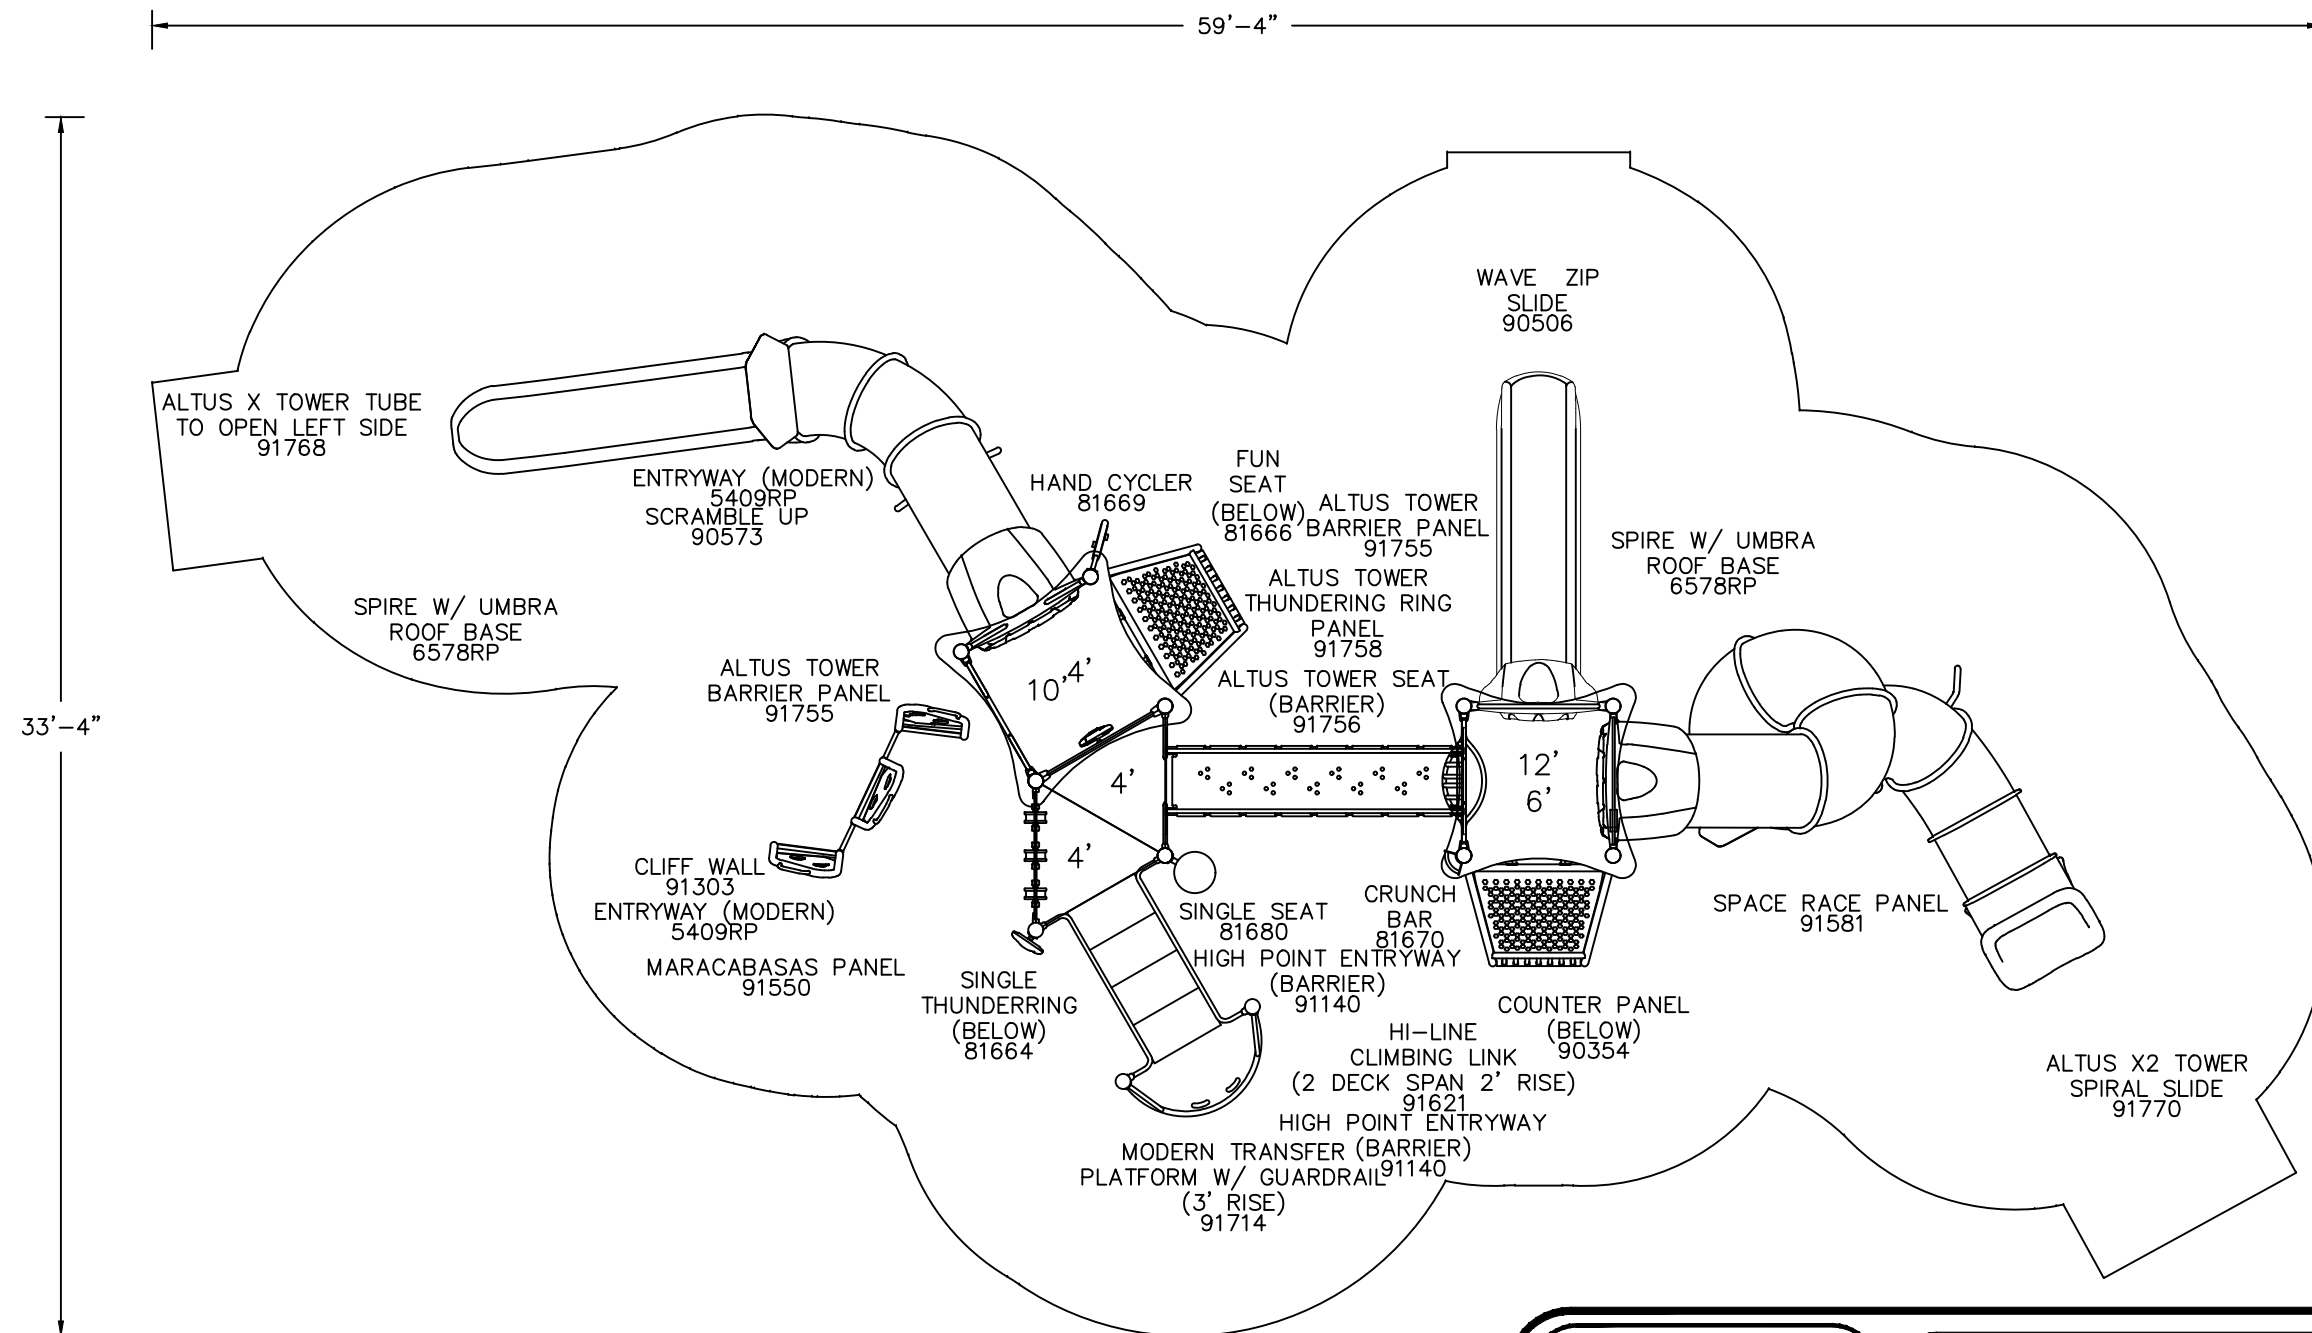 59'-4"
33'-4"
WAVE  ZIP
SLIDE
90506
ALTUS X TOWER TUBE
TO OPEN LEFT SIDE
91768
ENTRYWAY (MODERN)
5409RP
SCRAMBLE UP
90573
HAND CYCLER
81669
FUN
SEAT
(BELOW)
81666
ALTUS TOWER
BARRIER PANEL
91755
SPIRE W/ UMBRA
ROOF BASE
6578RP
ALTUS TOWER
THUNDERING RING
PANEL
91758
SPIRE W/ UMBRA
ROOF BASE
6578RP
ALTUS TOWER
BARRIER PANEL
91755
10'
4'
ALTUS TOWER SEAT
(BARRIER)
91756
4'
4'
12'
6'
CLIFF WALL
91303
ENTRYWAY (MODERN)
5409RP
MARACABASAS PANEL
91550
SINGLE
THUNDERRING
(BELOW)
81664
SINGLE SEAT
81680
CRUNCH
BAR
81670
HIGH POINT ENTRYWAY
(BARRIER)
91140
SPACE RACE PANEL
91581
COUNTER PANEL
(BELOW)
90354
HI-LINE
CLIMBING LINK
(2 DECK SPAN 2' RISE)
91621
HIGH POINT ENTRYWAY
(BARRIER)
91140
MODERN TRANSFER
PLATFORM W/ GUARDRAIL
(3' RISE)
91714
ALTUS X2 TOWER
SPIRAL SLIDE
91770